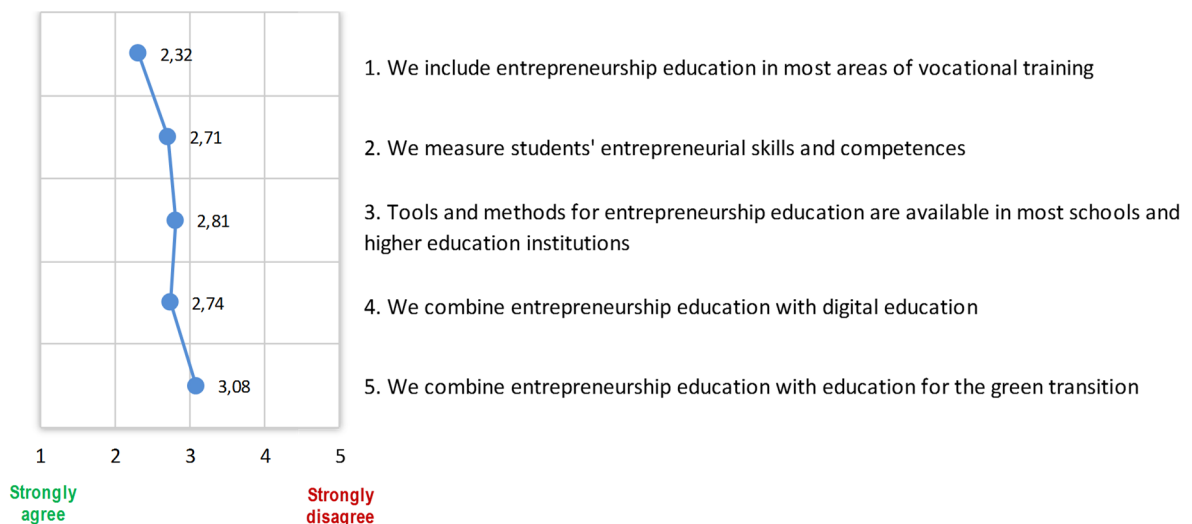 2,32
1. We include entrepreneurship education in most areas of vocational training
2,71
2. We measure students' entrepreneurial skills and competences
2,81
3. Tools and methods for entrepreneurship education are available in most schools and
higher education institutions
2,74
4. We combine entrepreneurship education with digital education
3,08
5. We combine entrepreneurship education with education for the green transition
1 2 3 4 5
Strongly
agree
Strongly
disagree